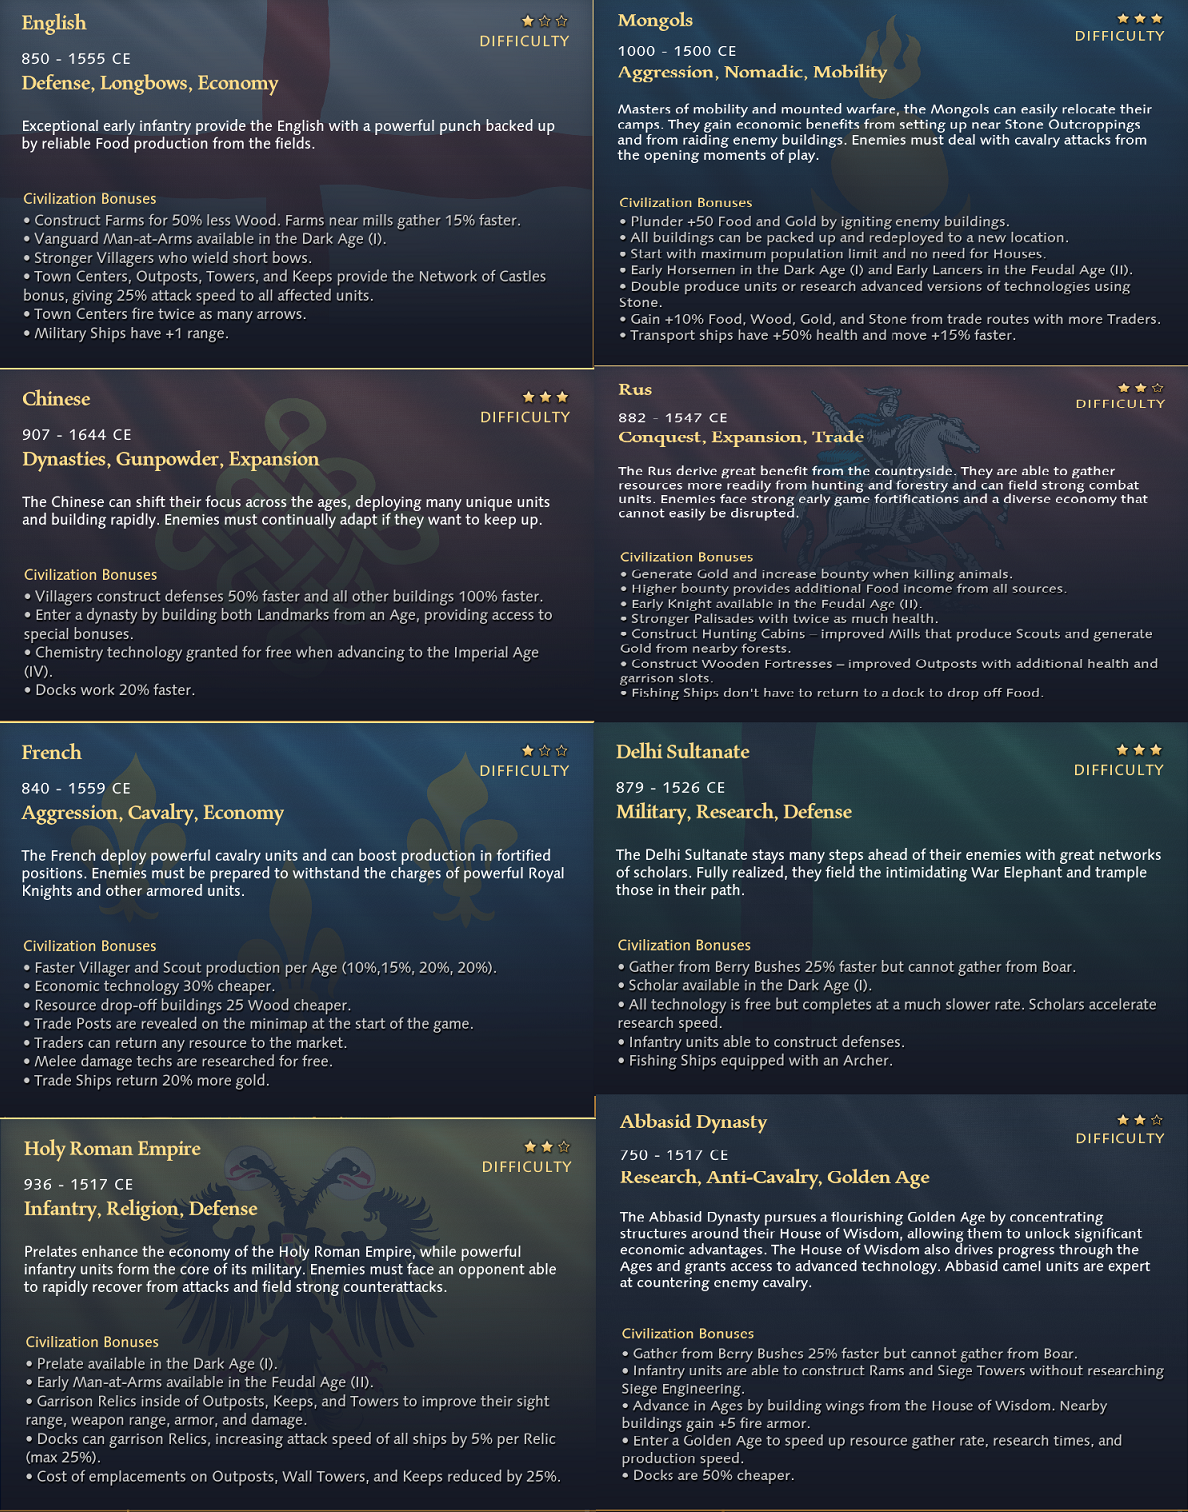 English
DIFFICULTY
850 - 1555 CE
Defense, Longbows, Economy
Exceptional early infantry provide the English with a powerful punch backed up
by reliable Food production from the fields.
Civilization Bonuses
• Construct Farms for 50% less Wood. Farms near mills gather 15% faster.
• Vanguard Man-at-Arms available in the Dark Age (I).
• Stronger Villagers who wield short bows.
• Town Centers, Outposts, Towers, and Keeps provide the Network of Castles
bonus, giving 25% attack speed to all affected units.
• Town Centers fire twice as many arrows.
• Military Ships have +1 range.
Mongols
DIFFICULTY
1000 - 1500 CE
Aggression, Nomadic, Mobility
Masters of mobility and mounted warfare, the Mongols can easily relocate their
camps. They gain economic benefits from setting up near Stone Outcroppings
and from raiding enemy buildings. Enemies must deal with cavalry attacks from
the opening moments of play.
Civilization Bonuses
• Plunder +50 Food and Gold by igniting enemy buildings.
• All buildings can be packed up and redeployed to a new location.
• Start with maximum population limit and no need for Houses.
• Early Horsemen in the Dark Age (I) and Early Lancers in the Feudal Age (II).
• Double produce units or research advanced versions of technologies using
Stone.
• Gain +10% Food, Wood, Gold, and Stone from trade routes with more Traders.
• Transport ships have +50% health and move +15% faster.
Chinese
DIFFICULTY
907 - 1644 CE
Dynasties, Gunpowder, Expansion
The Chinese can shift their focus across the ages, deploying many unique units
and building rapidly. Enemies must continually adapt if they want to keep up.
Civilization Bonuses
• Villagers construct defenses 50% faster and all other buildings 100% faster.
• Enter a dynasty by building both Landmarks from an Age, providing access to
special bonuses.
• Chemistry technology granted for free when advancing to the Imperial Age
(IV).
• Docks work 20% faster.
Rus
DIFFICULTY
882 - 1547 CE
Conquest, Expansion, Trade
The Rus derive great benefit from the countryside. They are able to gather
resources more readily from hunting and forestry and can field strong combat
units. Enemies face strong early game fortifications and a diverse economy that
cannot easily be disrupted.
Civilization Bonuses
• Generate Gold and increase bounty when killing animals.
• Higher bounty provides additional Food income from all sources.
• Early Knight available in the Feudal Age (II).
• Stronger Palisades with twice as much health.
• Construct Hunting Cabins – improved Mills that produce Scouts and generate
Gold from nearby forests.
• Construct Wooden Fortresses – improved Outposts with additional health and
garrison slots.
• Fishing Ships don't have to return to a dock to drop off Food.
French
DIFFICULTY
840 - 1559 CE
Aggression, Cavalry, Economy
The French deploy powerful cavalry units and can boost production in fortified
positions. Enemies must be prepared to withstand the charges of powerful Royal
Knights and other armored units.
Civilization Bonuses
• Faster Villager and Scout production per Age (10%,15%, 20%, 20%).
• Economic technology 30% cheaper.
• Resource drop-off buildings 25 Wood cheaper.
• Trade Posts are revealed on the minimap at the start of the game.
• Traders can return any resource to the market.
• Melee damage techs are researched for free.
• Trade Ships return 20% more gold.
Delhi Sultanate
DIFFICULTY
879 - 1526 CE
Military, Research, Defense
The Delhi Sultanate stays many steps ahead of their enemies with great networks
of scholars. Fully realized, they field the intimidating War Elephant and trample
those in their path.
Civilization Bonuses
• Gather from Berry Bushes 25% faster but cannot gather from Boar.
• Scholar available in the Dark Age (I).
• All technology is free but completes at a much slower rate. Scholars accelerate
research speed.
• Infantry units able to construct defenses.
• Fishing Ships equipped with an Archer.
Holy Roman Empire
DIFFICULTY
936 - 1517 CE
Infantry, Religion, Defense
Prelates enhance the economy of the Holy Roman Empire, while powerful
infantry units form the core of its military. Enemies must face an opponent able
to rapidly recover from attacks and field strong counterattacks.
Civilization Bonuses
• Prelate available in the Dark Age (I).
• Early Man-at-Arms available in the Feudal Age (II).
• Garrison Relics inside of Outposts, Keeps, and Towers to improve their sight
range, weapon range, armor, and damage.
• Docks can garrison Relics, increasing attack speed of all ships by 5% per Relic
(max 25%).
• Cost of emplacements on Outposts, Wall Towers, and Keeps reduced by 25%.
Abbasid Dynasty
DIFFICULTY
750 - 1517 CE
Research, Anti-Cavalry, Golden Age
The Abbasid Dynasty pursues a flourishing Golden Age by concentrating
structures around their House of Wisdom, allowing them to unlock significant
economic advantages. The House of Wisdom also drives progress through the
Ages and grants access to advanced technology. Abbasid camel units are expert
at countering enemy cavalry.
Civilization Bonuses
• Gather from Berry Bushes 25% faster but cannot gather from Boar.
• Infantry units are able to construct Rams and Siege Towers without researching
Siege Engineering.
• Advance in Ages by building wings from the House of Wisdom. Nearby
buildings gain +5 fire armor.
• Enter a Golden Age to speed up resource gather rate, research times, and
production speed.
• Docks are 50% cheaper.